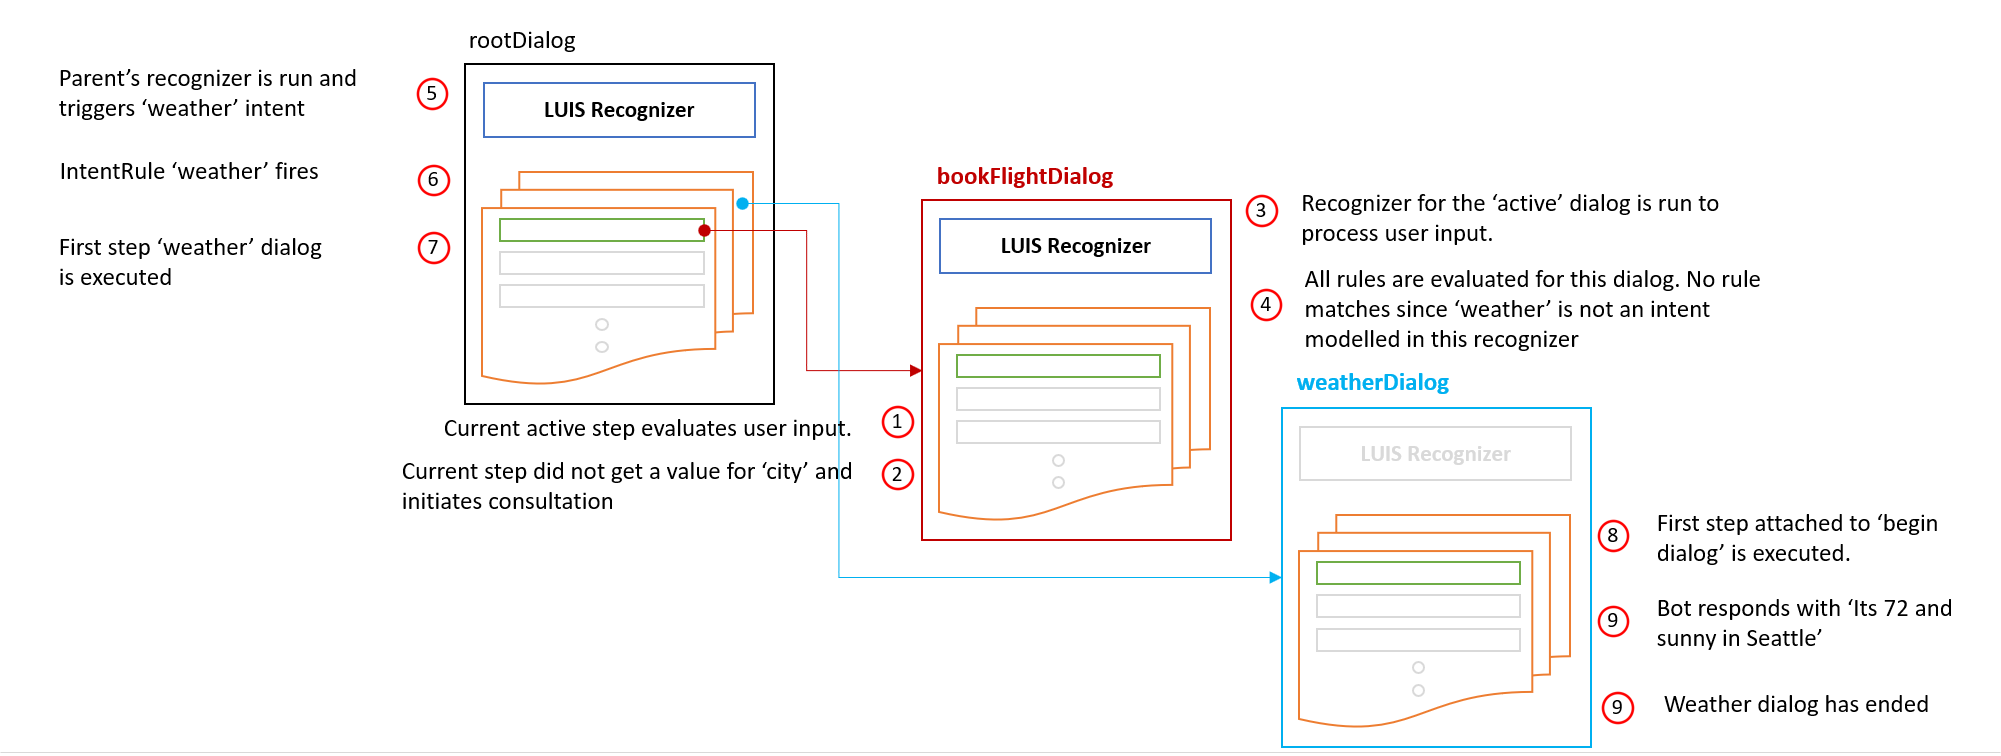 rootDialog
Parent’s recognizer is run and
triggers ‘weather’ intent
5
LUIS Recognizer
IntentRule ‘weather’ fires
6
First step ‘weather’ dialog
is executed
7
bookFlightDialog
LUIS Recognizer
3
Recognizer for the ‘active’ dialog is run to
process user input.
4
All rules are evaluated for this dialog. No rule
matches since ‘weather’ is not an intent
modelled in this recognizer
Current active step evaluates user input.
1
Current step did not get a value for ‘city’ and
initiates consultation
2
weatherDialog
LUIS Recognizer
8
First step attached to ‘begin
dialog’ is executed.
9
Bot responds with ‘Its 72 and
sunny in Seattle’
9
Weather dialog has ended